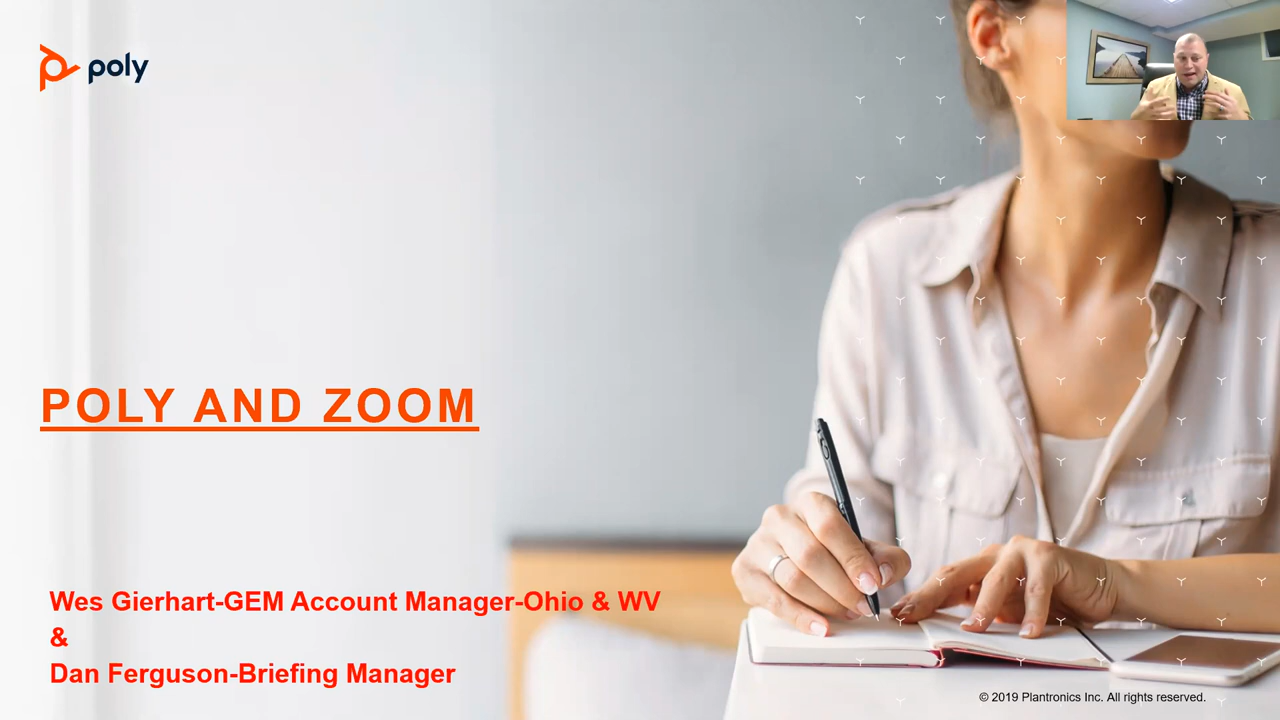 poly
POLY AND ZOOM
Wes Gierhart-GEM Account Manager-Ohio & WV
&
Dan Ferguson-Briefing Manager
© 2019 Plantronics Inc. All rights reserved.